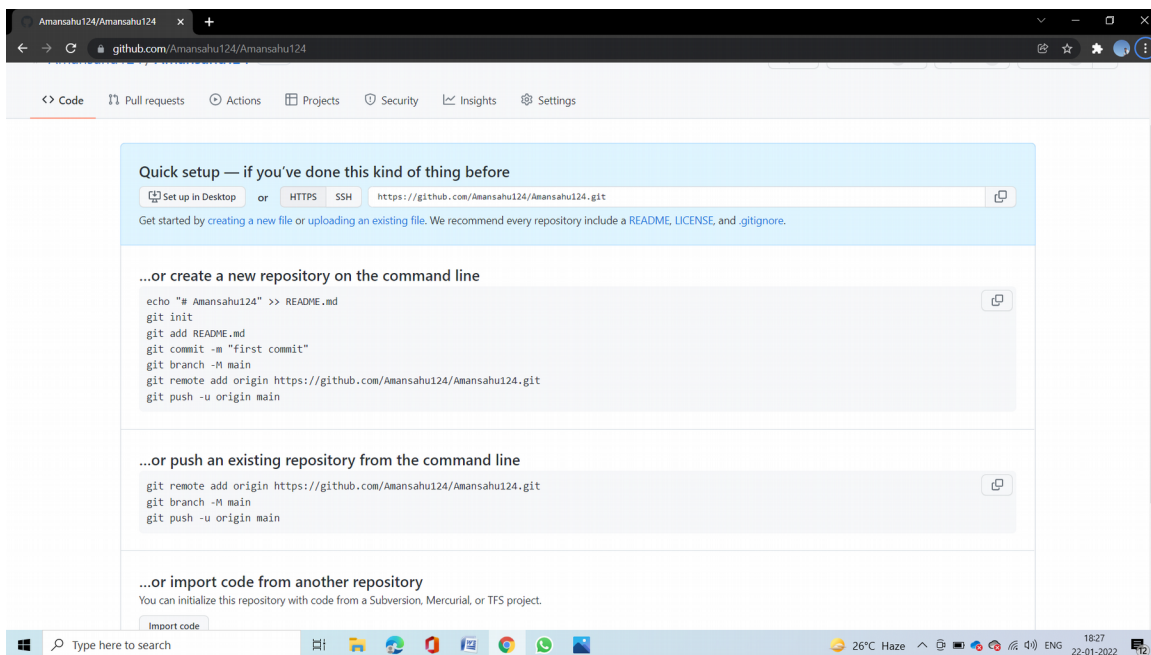 Amansahu124/Amansahu124
github.com/Amansahu124/Amansahu124
Code Pull requests Actions Projects Security Insights Settings
Quick setup — if you've done this kind of thing before
Set up in Desktop or HTTPS SSH https://github.com/Amansahu124/Amansahu124.git
Get started by creating a new file or uploading an existing file. We recommend every repository include a README, LICENSE, and .gitignore.
...or create a new repository on the command line
echo "# Amansahu124" >> README.md
git init
git add README.md
git commit -m "first commit"
git branch -M main
git remote add origin https://github.com/Amansahu124/Amansahu124.git
git push -u origin main
...or push an existing repository from the command line
git remote add origin https://github.com/Amansahu124/Amansahu124.git
git branch -M main
git push -u origin main
...or import code from another repository
You can initialize this repository with code from a Subversion, Mercurial, or TFS project.
Import code
Type here to search 26°C Haze ENG 18:27
22-01-2022 12